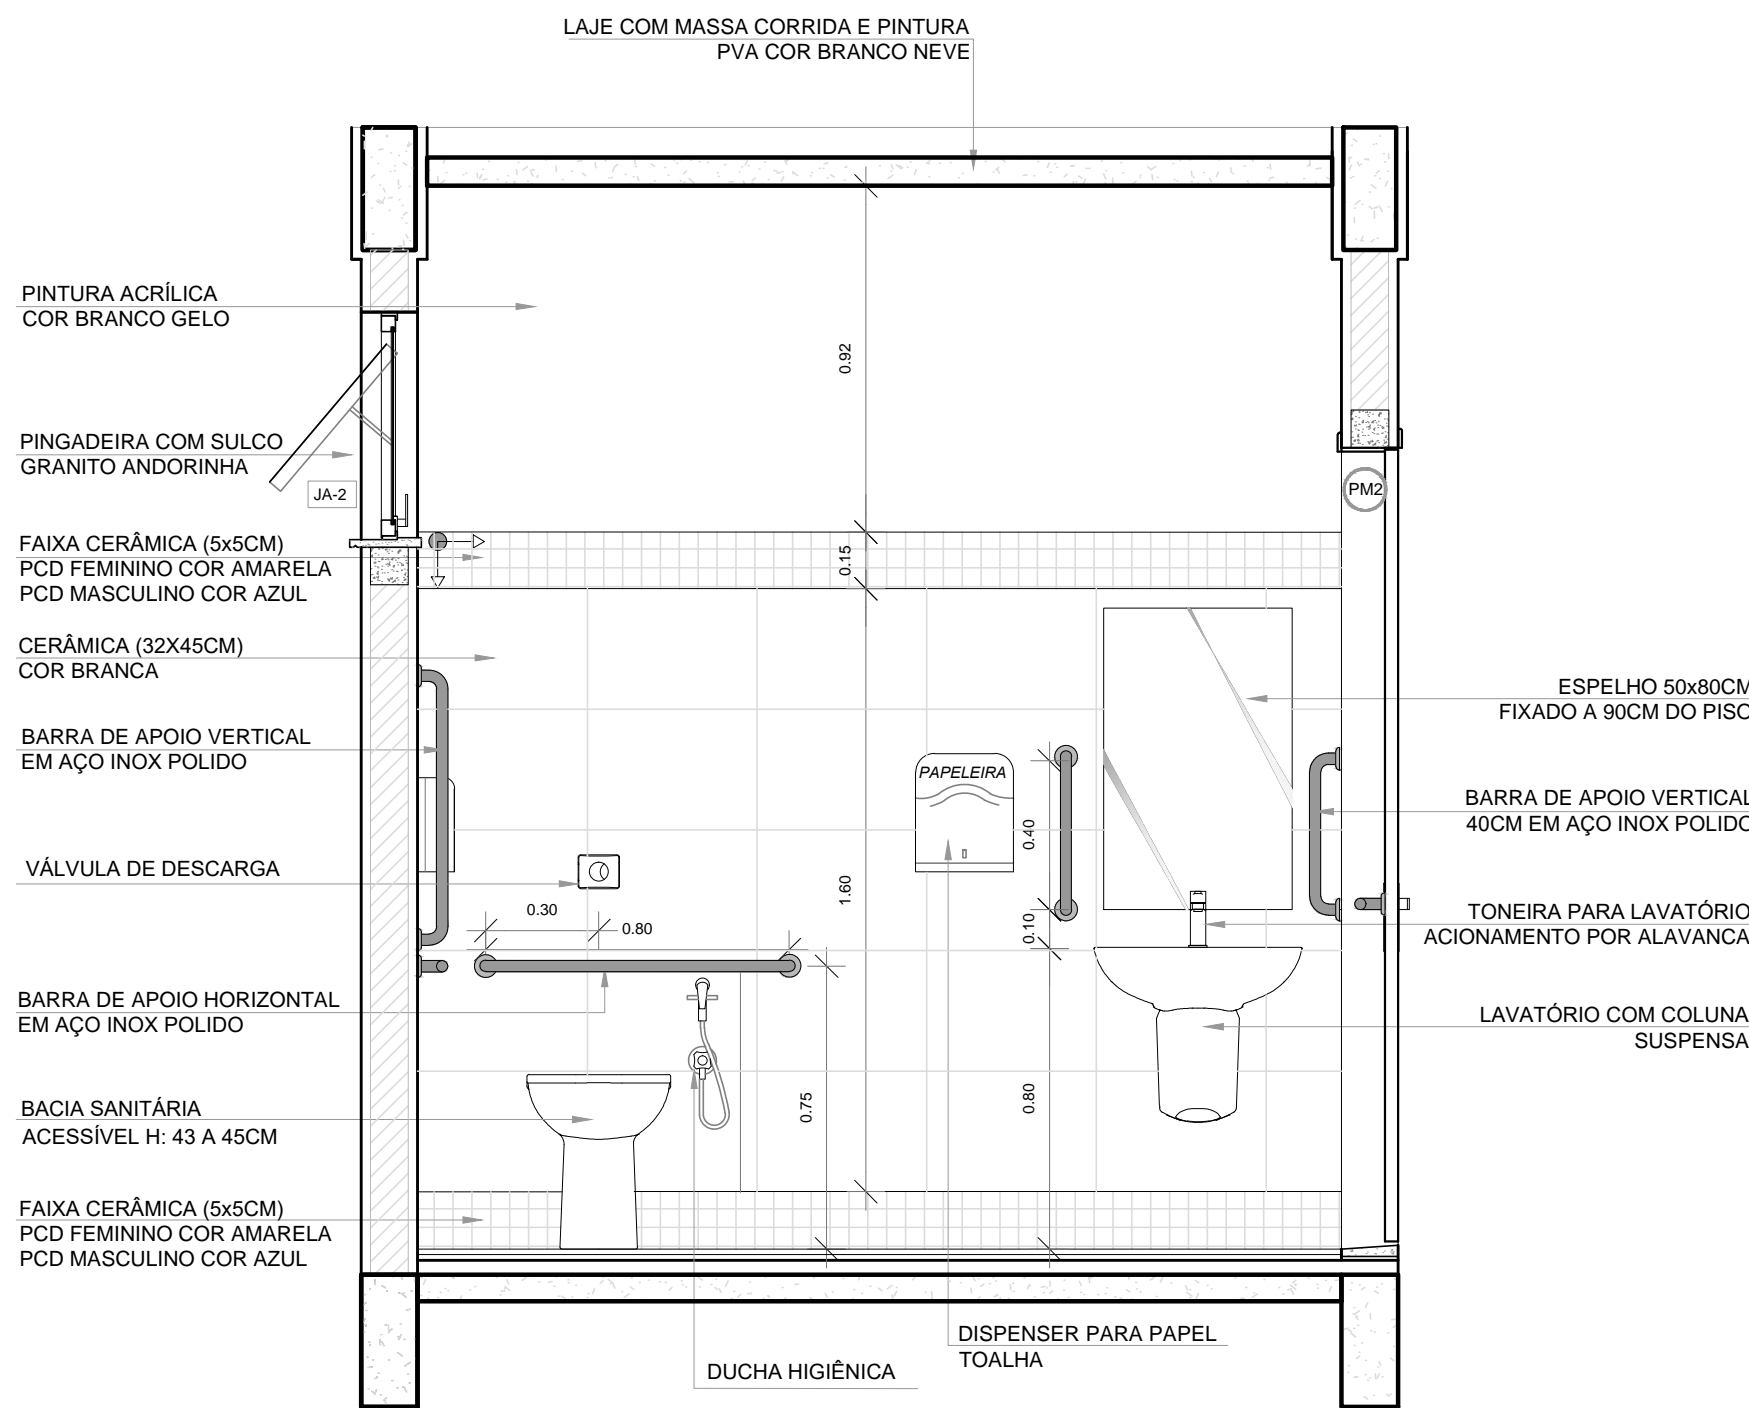 LAJE COM MASSA CORRIDA E PINTURA
PVA COR BRANCO NEVE
PINTURA ACRÍLICA
COR BRANCO GELO
0.92
PINGADEIRA COM SULCO
GRANITO ANDORINHA
JA-2
PM2
FAIXA CERÂMICA (5x5CM)
PCD FEMININO COR AMARELA
PCD MASCULINO COR AZUL
0.15
CERÂMICA (32X45CM)
COR BRANCA
ESPELHO 50x80CM
FIXADO A 90CM DO PISO
BARRA DE APOIO VERTICAL
EM AÇO INOX POLIDO
PAPELEIRA
BARRA DE APOIO VERTICAL
40CM EM AÇO INOX POLIDO
0.40
VÁLVULA DE DESCARGA
1.60
0.30
0.80
0.10
TONEIRA PARA LAVATÓRIO
ACIONAMENTO POR ALAVANCA
BARRA DE APOIO HORIZONTAL
EM AÇO INOX POLIDO
LAVATÓRIO COM COLUNA
SUSPENSA
BACIA SANITÁRIA
ACESSÍVEL H: 43 A 45CM
0.75
0.80
FAIXA CERÂMICA (5x5CM)
PCD FEMININO COR AMARELA
PCD MASCULINO COR AZUL
DISPENSER PARA PAPEL
TOALHA
DUCHA HIGIÊNICA